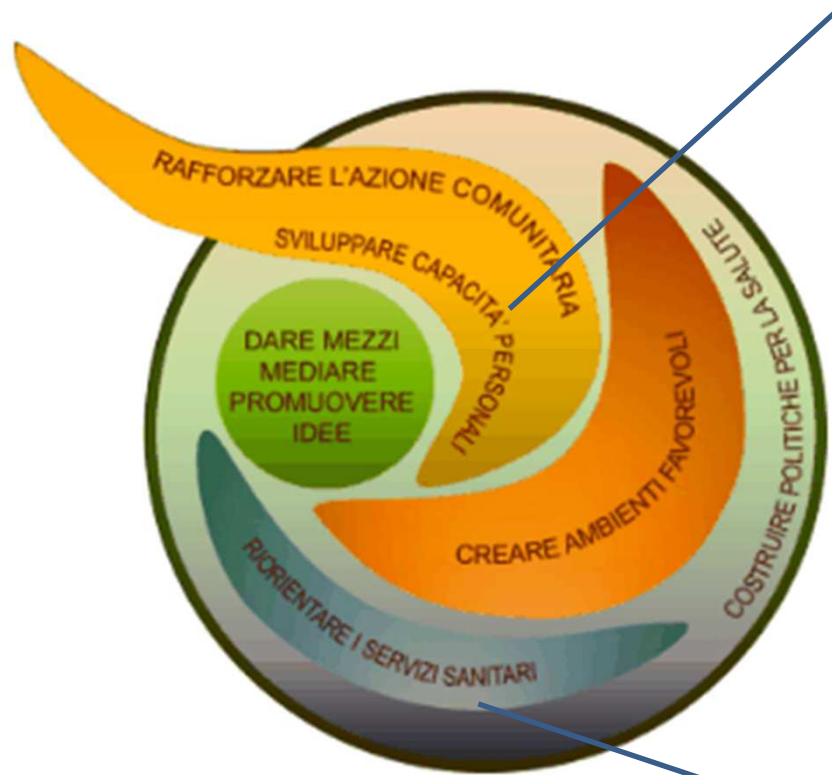 RAFFORZARE L'AZIONE COMUNITARIA
SVILUPPARE CAPACITA' PERSONALI
DARE MEZZI
MEDIARE
PROMUOVERE
IDEE
CREARE AMBIENTI FAVOREVOLI
COSTRUIRE POLITICHE PER LA SALUTE
RIORIENTARE I SERVIZI SANITARI